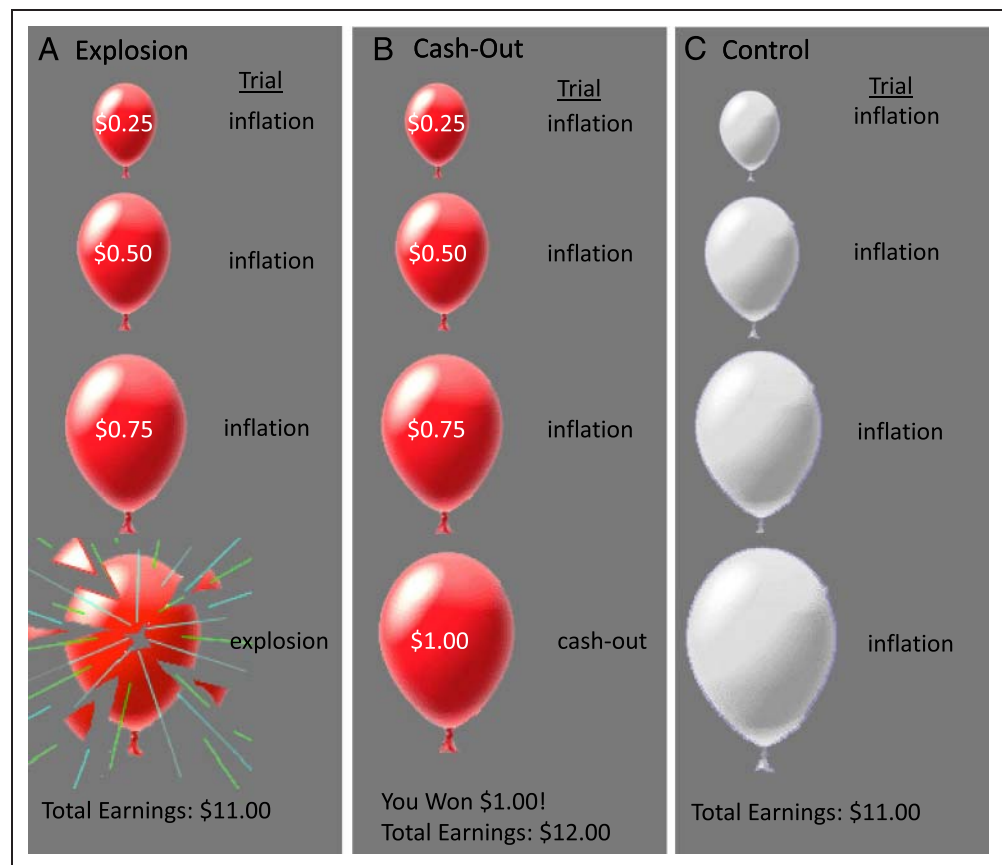 A Explosion
Trial
$0.25 inflation
$0.50 inflation
$0.75 inflation
explosion
Total Earnings: $11.00
B Cash-Out
Trial
$0.25 inflation
$0.50 inflation
$0.75 inflation
$1.00 cash-out
You Won $1.00!
Total Earnings: $12.00
C Control
Trial
inflation
inflation
inflation
inflation
Total Earnings: $11.00